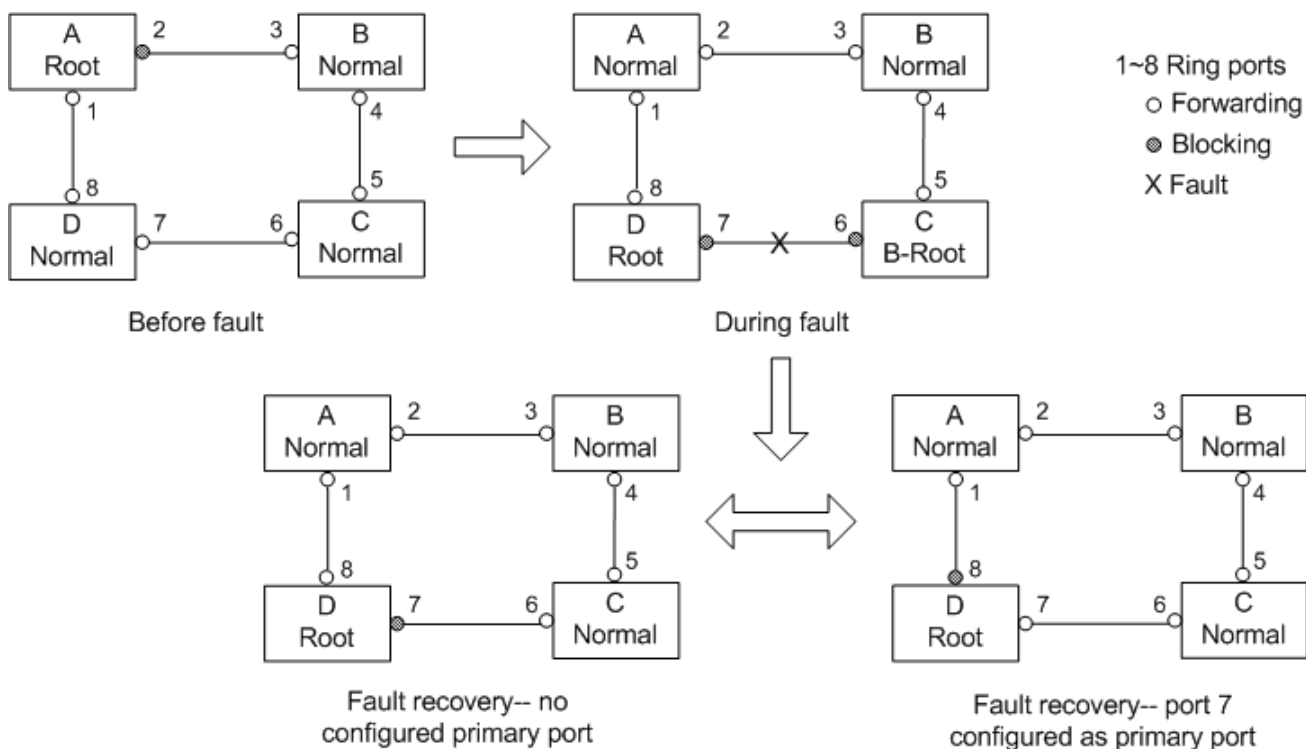 A
Root
2
3
B
Normal
1
4
8
5
D
Normal
7
6
C
Normal
Before fault
A
Normal
2
3
B
Normal
1
4
8
5
D
Root
7
X
6
C
B-Root
During fault
1~8 Ring ports
Forwarding
Blocking
X Fault
A
Normal
2
3
B
Normal
1
4
8
5
D
Root
7
6
C
Normal
Fault recovery-- no
configured primary port
A
Normal
2
3
B
Normal
1
4
8
5
D
Root
7
6
C
Normal
Fault recovery-- port 7
configured as primary port